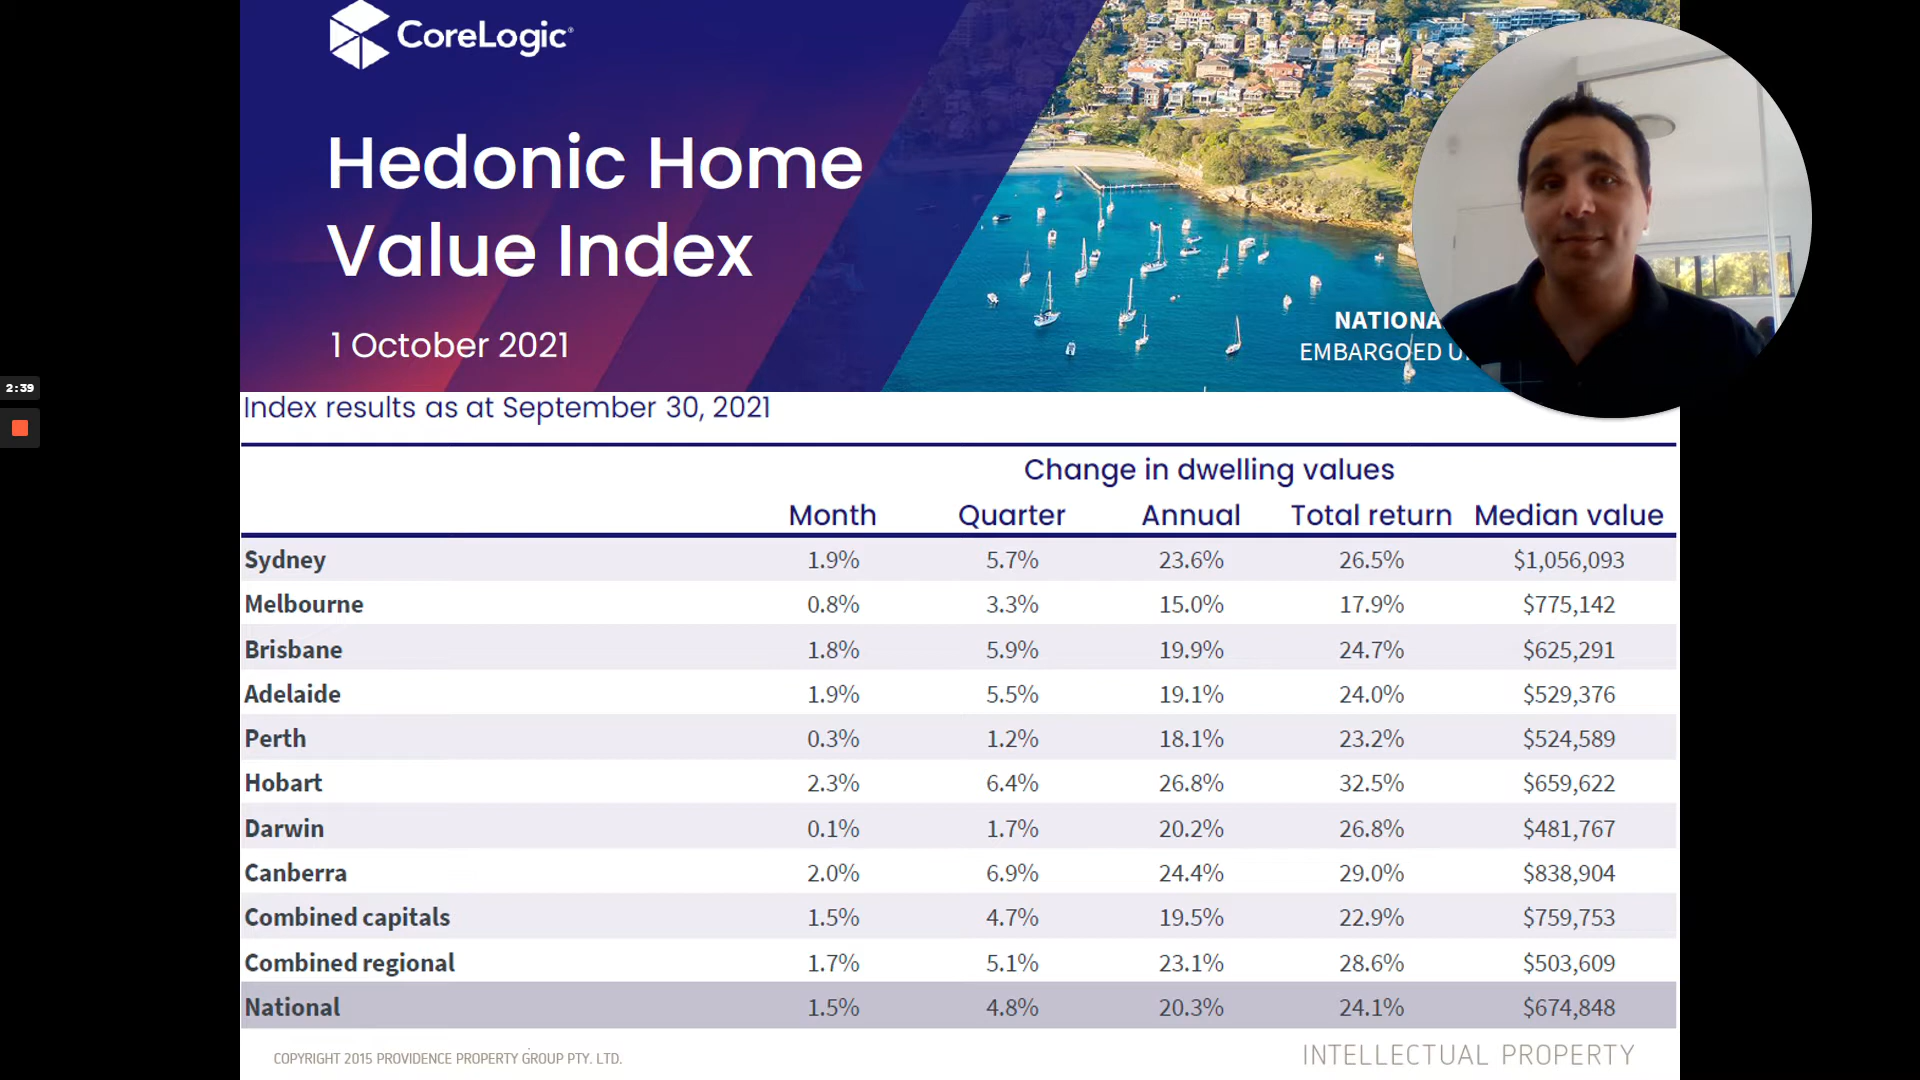 CoreLogic
Hedonic Home
Value Index
1 October 2021
NATIONA
EMBARGOED U
2:39
Index results as at September 30, 2021
Change in dwelling values
Month Quarter Annual Total return Median value
Sydney 1.9% 5.7% 23.6% 26.5% $1,056,093
Melbourne 0.8% 3.3% 15.0% 17.9% $775,142
Brisbane 1.8% 5.9% 19.9% 24.7% $625,291
Adelaide 1.9% 5.5% 19.1% 24.0% $529,376
Perth 0.3% 1.2% 18.1% 23.2% $524,589
Hobart 2.3% 6.4% 26.8% 32.5% $659,622
Darwin 0.1% 1.7% 20.2% 26.8% $481,767
Canberra 2.0% 6.9% 24.4% 29.0% $838,904
Combined capitals 1.5% 4.7% 19.5% 22.9% $759,753
Combined regional 1.7% 5.1% 23.1% 28.6% $503,609
National 1.5% 4.8% 20.3% 24.1% $674,848
COPYRIGHT 2015 PROVIDENCE PROPERTY GROUP PTY. LTD.
INTELLECTUAL PROPERTY